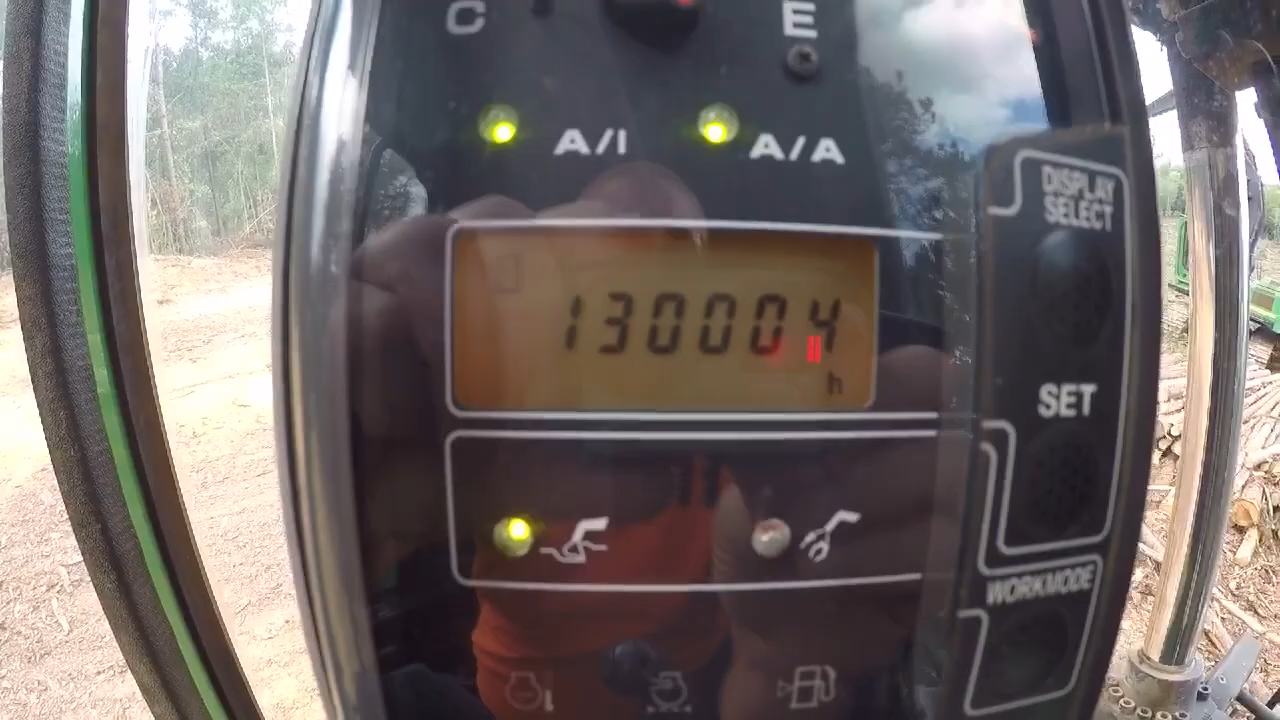 C E
A/I A/A
DISPLAY
SELECT
130004
h
SET
WORKMODE